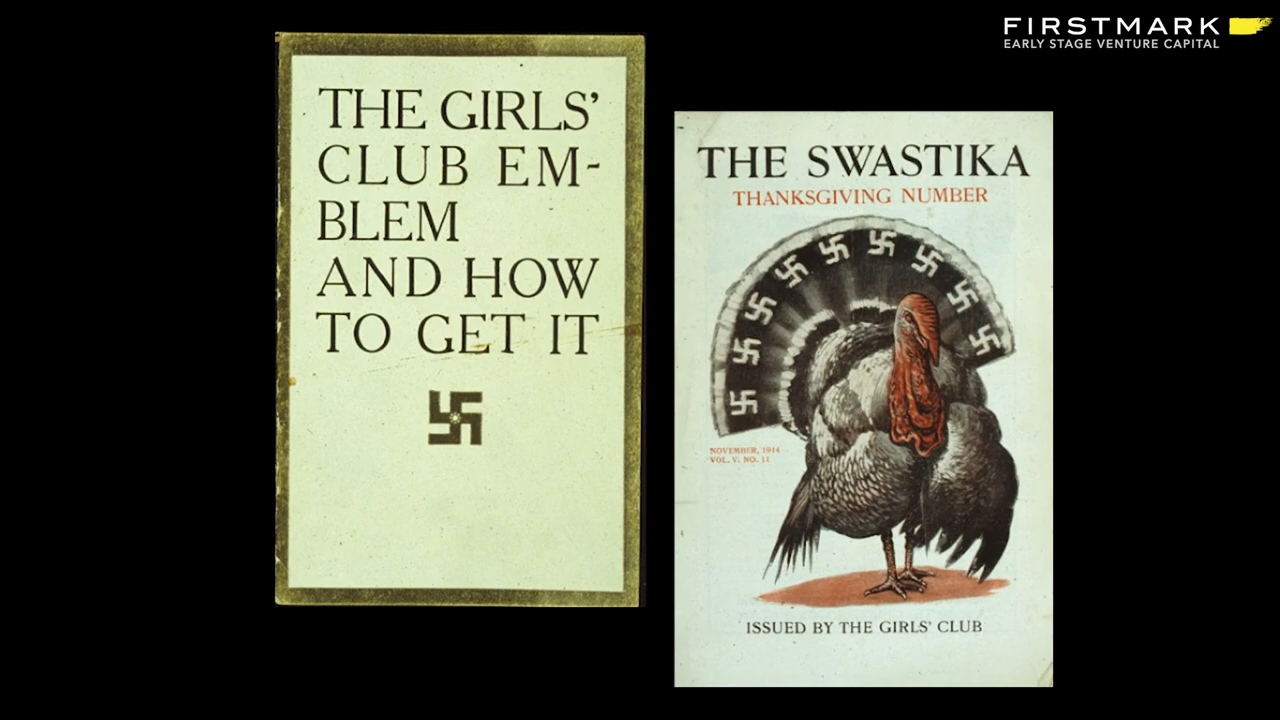 FIRSTMARK
EARLY STAGE VENTURE CAPITAL
THE GIRLS’
CLUB EM-
BLEM
AND HOW
TO GET IT
THE SWASTIKA
THANKSGIVING NUMBER
NOVEMBER, 1914
VOL. V. NO. 11
ISSUED BY THE GIRLS’ CLUB